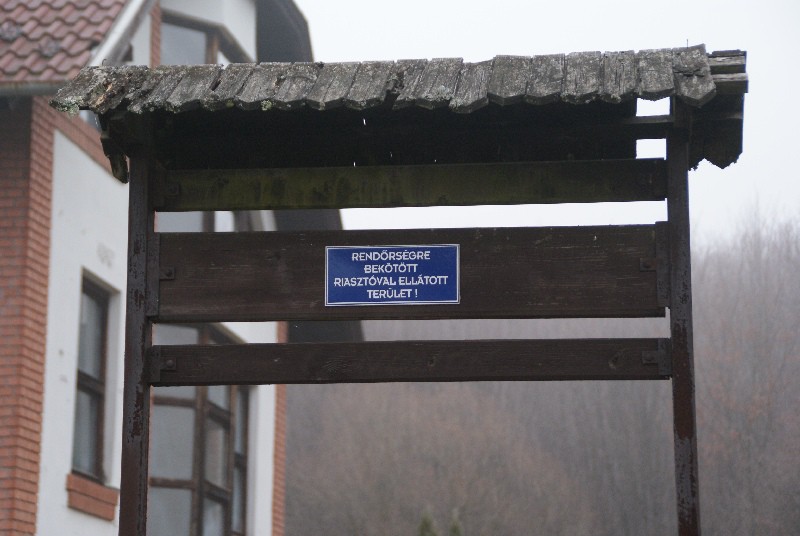 RENDŐRSÉGRE
BEKÖTÖTT
RIASZTÓVAL ELLÁTOTT
TERÜLET !